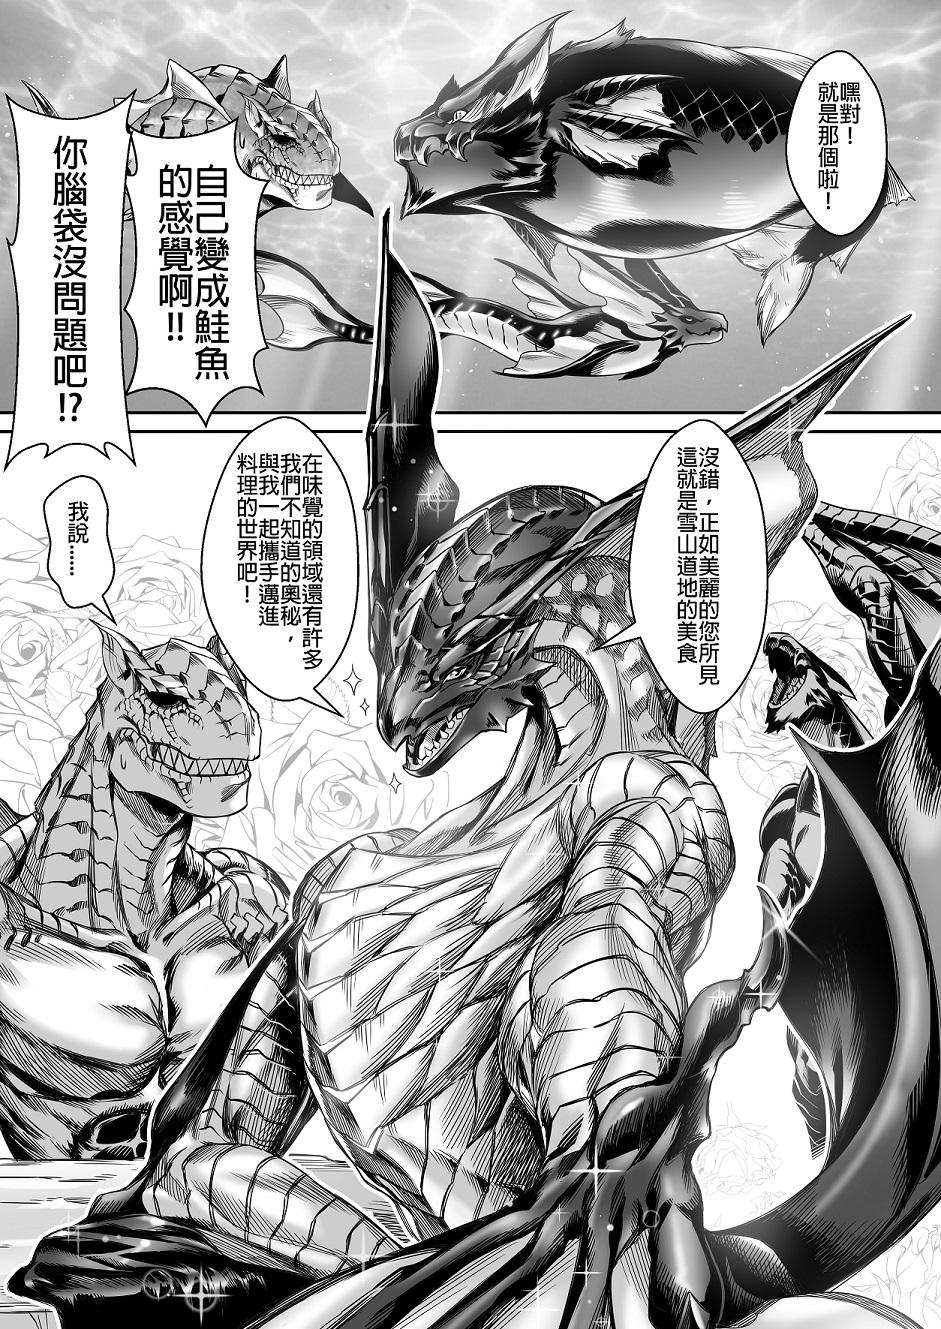 嘿對！
就是那個啦！
自己變成鮭魚
的感覺啊!!
你腦袋沒問題吧!?
沒錯，正如美麗的您所見
這就是雪山道地的美食
在味覺的領域還有許多
我們不知道的奧秘，
與我一起攜手邁進
料理的世界吧！
我說……